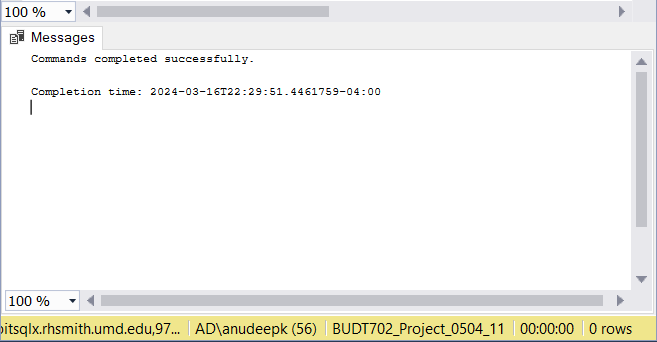 100 %
Messages
Commands completed successfully.
Completion time: 2024-03-16T22:29:51.4461759-04:00
100 %
bitsqlx.rhsmith.umd.edu,97... AD\anudeepk (56) BUDT702_Project_0504_11 00:00:00 0 rows